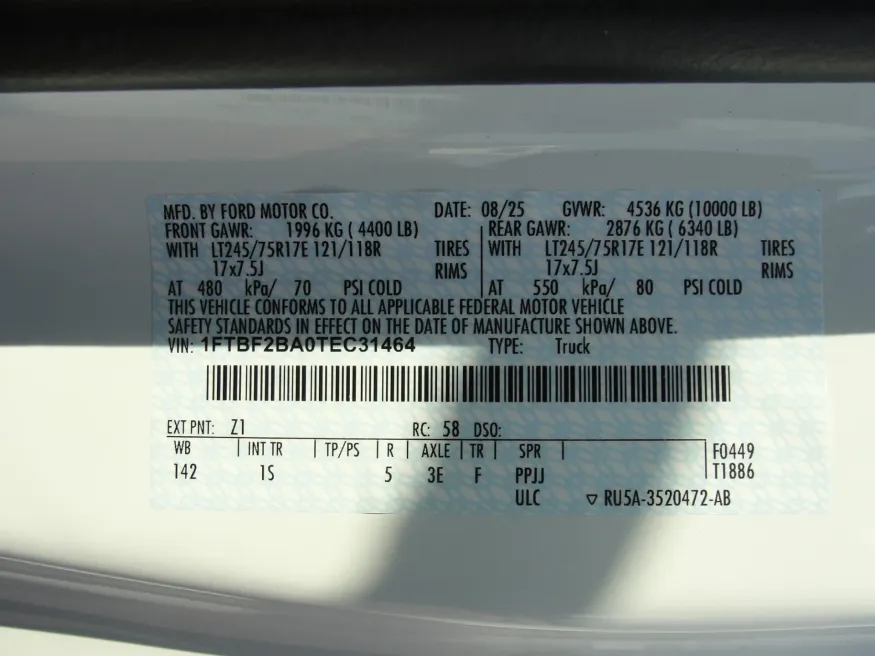 MFD. BY FORD MOTOR CO. DATE: 08/25 GVWR: 4536 KG (10000 LB)
FRONT GAWR: 1996 KG ( 4400 LB) REAR GAWR: 2876 KG ( 6340 LB)
WITH LT245/75R17E 121/118R TIRES WITH LT245/75R17E 121/118R TIRES
17x7.5J RIMS 17x7.5J RIMS
AT 480 kPa/ 70 PSI COLD AT 550 kPa/ 80 PSI COLD
THIS VEHICLE CONFORMS TO ALL APPLICABLE FEDERAL MOTOR VEHICLE
SAFETY STANDARDS IN EFFECT ON THE DATE OF MANUFACTURE SHOWN ABOVE.
VIN: 1FTBF2BA0TEC31464 TYPE: Truck
EXT PNT: Z1 RC: 58 DSO:
WB INT TR TP/PS R AXLE TR SPR F0449
142 1S 5 3E F PPJJ T1886
ULC ▽ RU5A-3520472-AB